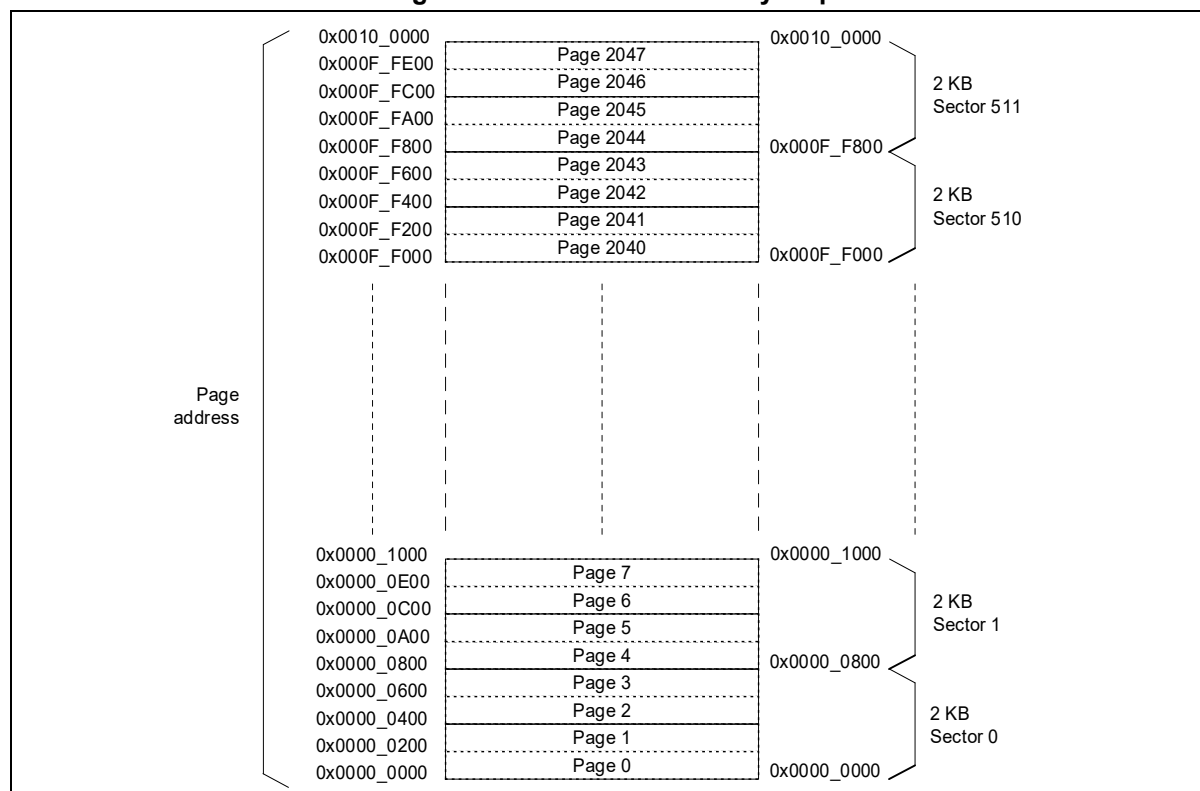 0x0010_0000 0x0010_0000
Page 2047
0x000F_FE00
Page 2046
0x000F_FC00
2 KB
Page 2045
Sector 511
0x000F_FA00
Page 2044
0x000F_F800 0x000F_F800
Page 2043
0x000F_F600
Page 2042
0x000F_F400
2 KB
Page 2041
Sector 510
0x000F_F200
Page 2040
0x000F_F000 0x000F_F000
Page
address
0x0000_1000 0x0000_1000
Page 7
0x0000_0E00
Page 6
0x0000_0C00
2 KB
Page 5
Sector 1
0x0000_0A00
Page 4
0x0000_0800 0x0000_0800
Page 3
0x0000_0600
Page 2
0x0000_0400
2 KB
Page 1
Sector 0
0x0000_0200
Page 0
0x0000_0000 0x0000_0000